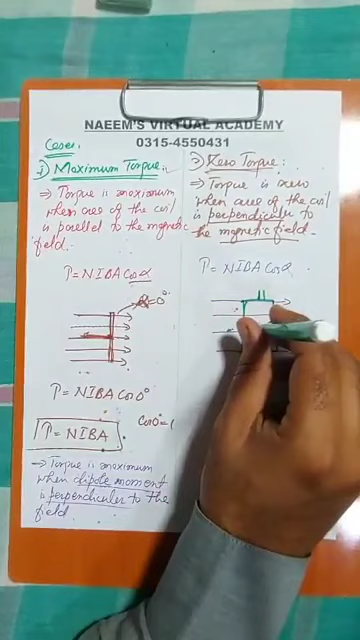 NAEEM'S VIRTUAL ACADEMY
0315-4550431
Cases.
1) Maximum Torque.
⇒ Torque is maximum
when area of the coil
is parallel to the magnetic
field.
τ = NIBA Cosα
α = 0°
τ = NIBA Cos0°
τ = NIBA
Cos0° = 1
⇒ Torque is maximum
when dipole moment
is perpendicular to the
field
2) Zero Torque:
⇒ Torque is zero
when area of the coil
is perpendicular to
the magnetic field.
τ = NIBA Cosα